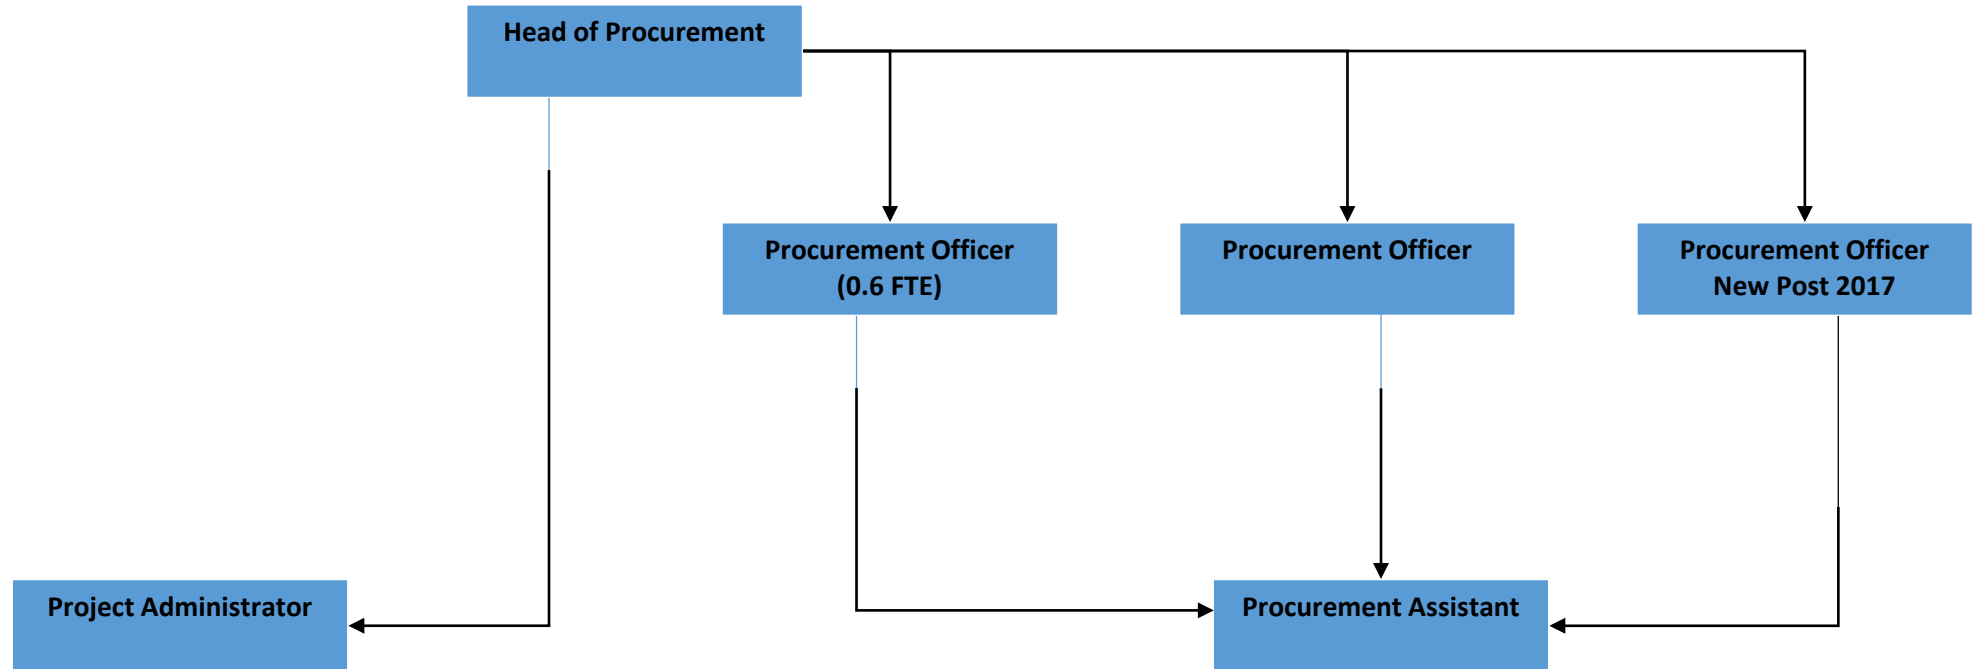 Head of Procurement
Procurement Officer
(0.6 FTE)
Procurement Officer
Procurement Officer
New Post 2017
Project Administrator
Procurement Assistant